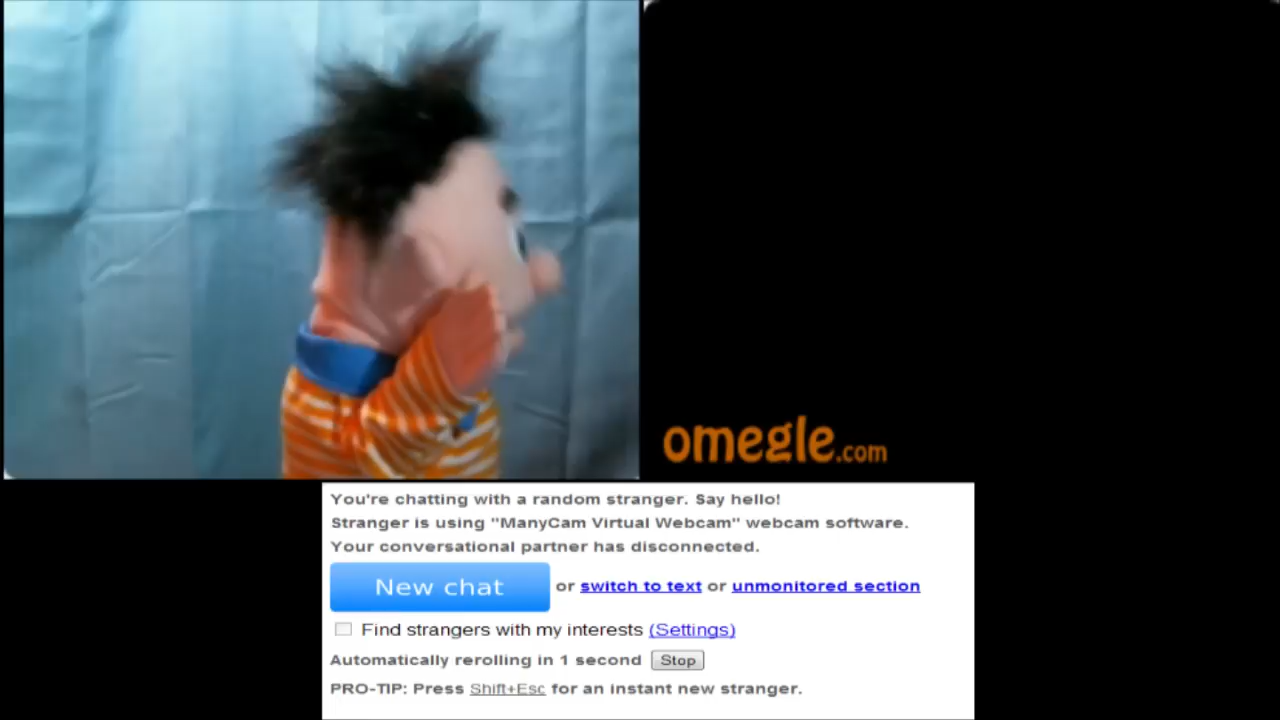 omegle.com
You're chatting with a random stranger. Say hello!
Stranger is using "ManyCam Virtual Webcam" webcam software.
Your conversational partner has disconnected.
New chat or switch to text or unmonitored section
Find strangers with my interests (Settings)
Automatically rerolling in 1 second Stop
PRO-TIP: Press Shift+Esc for an instant new stranger.